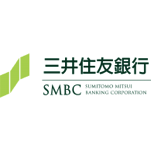 三井住友銀行
SMBC
SUMITOMO MITSUI
BANKING CORPORATION